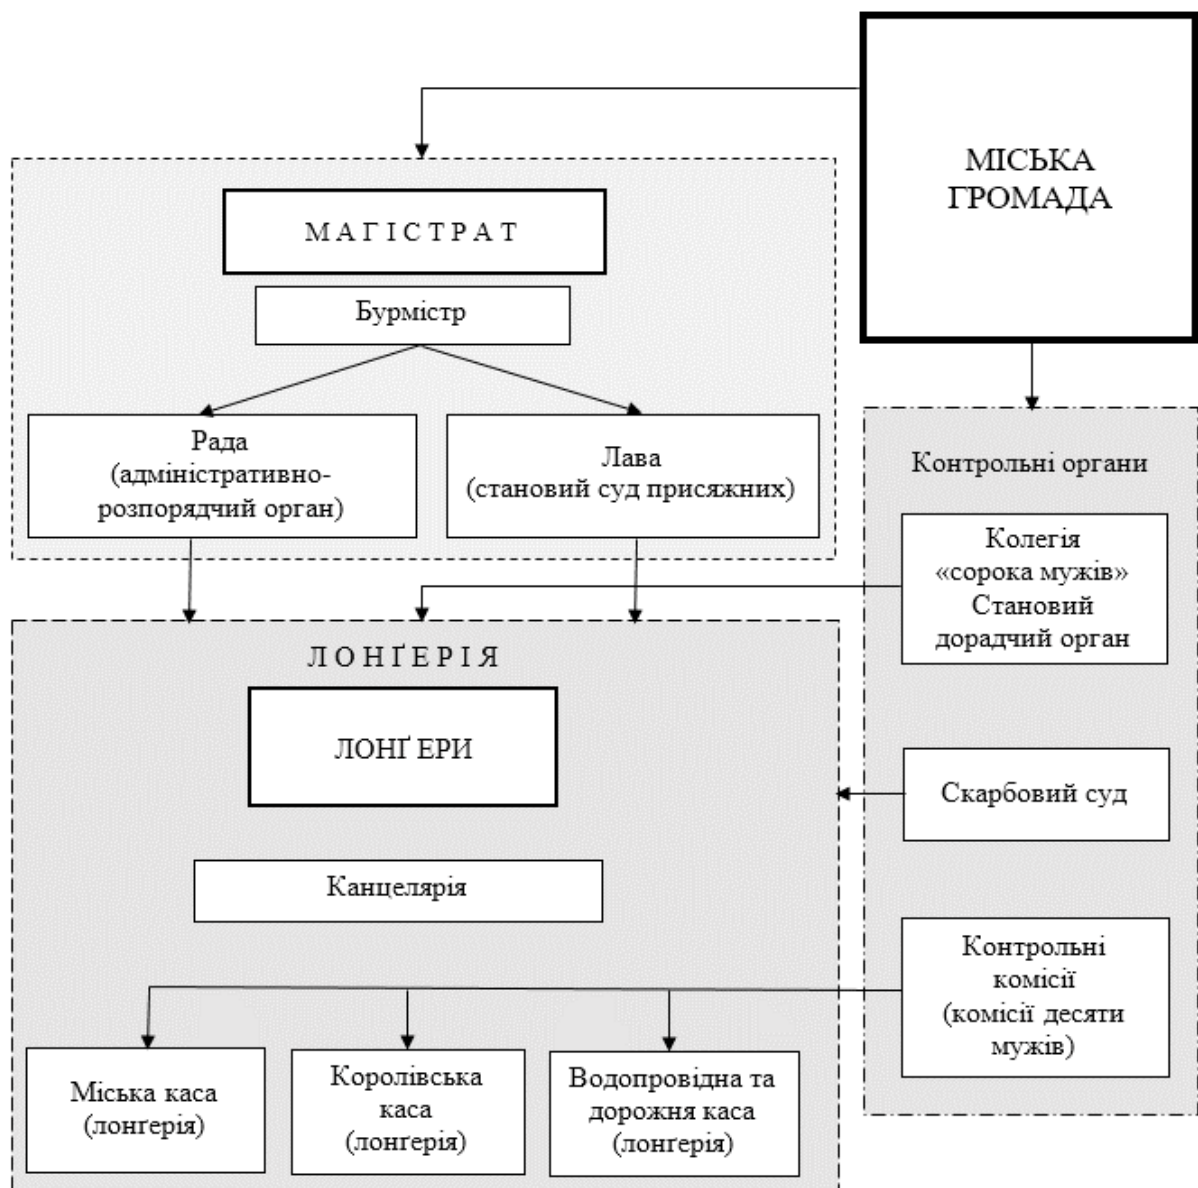 МІСЬКА
ГРОМАДА
М А Г І С Т Р А Т
Бурмістр
Рада
(адміністративно-
розпорядчий орган)
Лава
(становий суд присяжних)
Контрольні органи
Колегія
«сорока мужів»
Становий
дорадчий орган
Скарбовий суд
Контрольні
комісії
(комісії десяти
мужів)
Л О Н Ґ Е Р І Я
ЛОНҐЕРИ
Канцелярія
Міська каса
(лонґерія)
Королівська
каса
(лонґерія)
Водопровідна та
дорожня каса
(лонґерія)